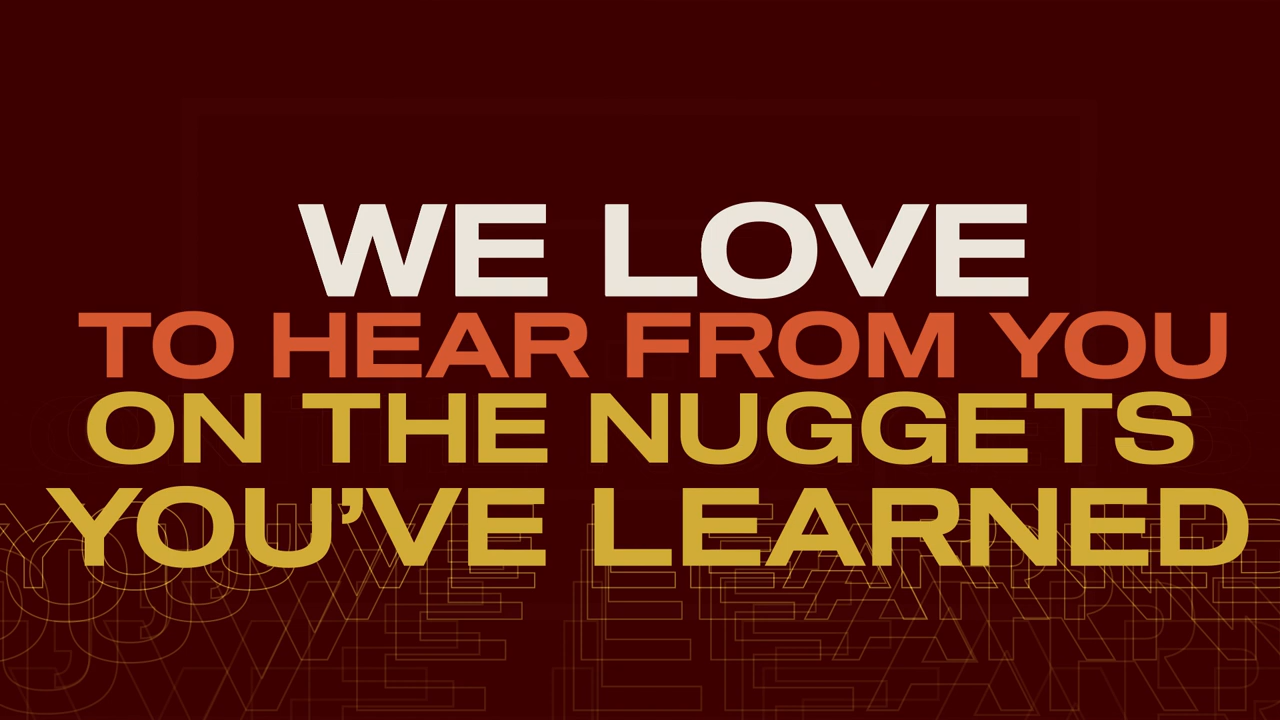 WE LOVE
TO HEAR FROM YOU
ON THE NUGGETS
YOU’VE LEARNED